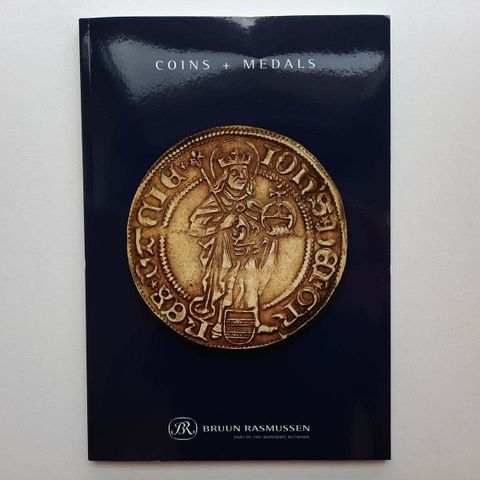 COINS + MEDALS
IOHS
BR
BRUUN RASMUSSEN
PART OF THE BONHAMS NETWORK